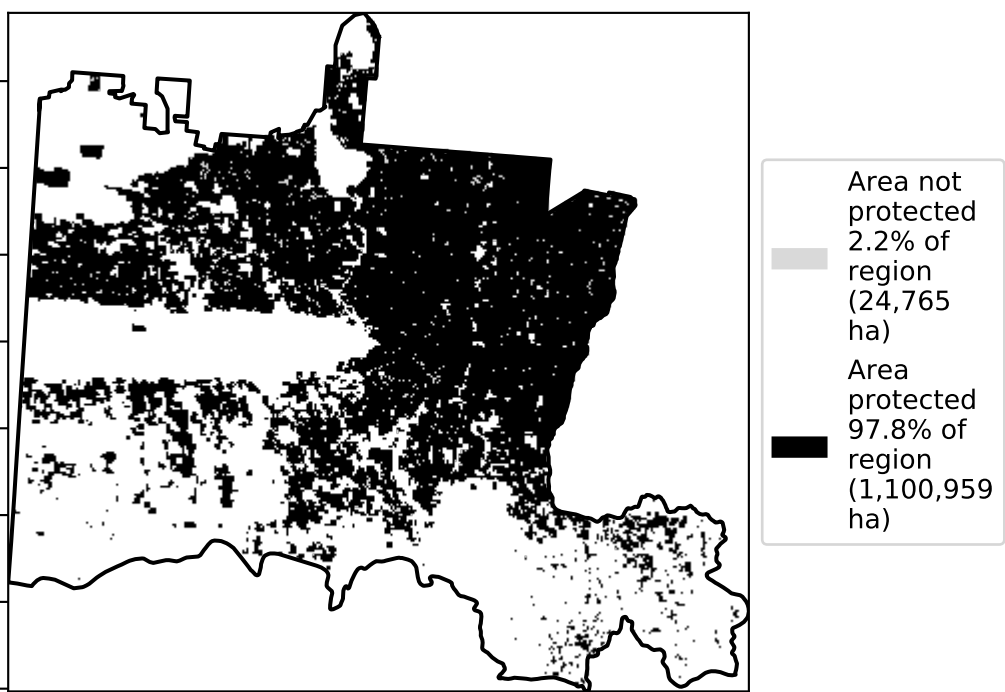 Area not
protected
2.2% of
region
(24,765
ha)
Area
protected
97.8% of
region
(1,100,959
ha)